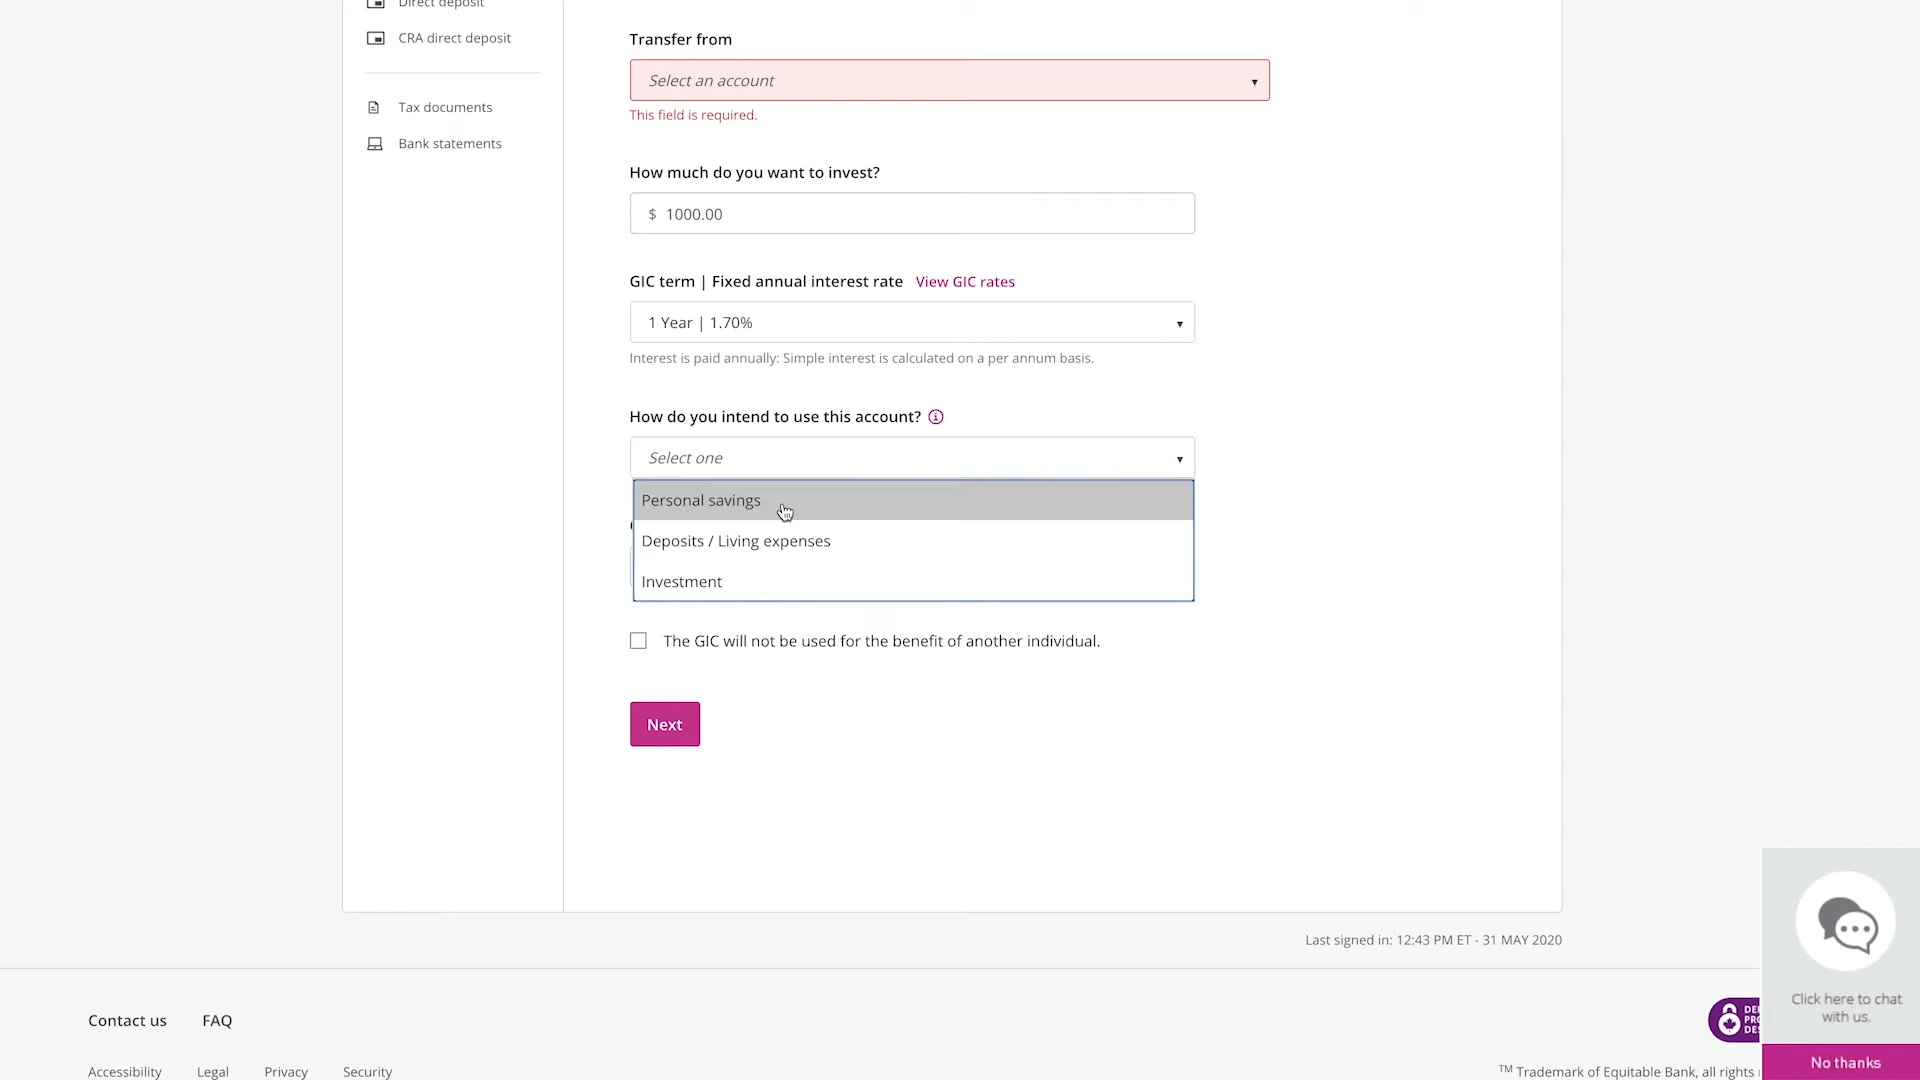 Direct deposit
CRA direct deposit
Tax documents
Bank statements
Transfer from
Select an account
This field is required.
How much do you want to invest?
$ 1000.00
GIC term | Fixed annual interest rate View GIC rates
1 Year | 1.70%
Interest is paid annually: Simple interest is calculated on a per annum basis.
How do you intend to use this account?
Select one
Personal savings
Deposits / Living expenses
Investment
The GIC will not be used for the benefit of another individual.
Next
Last signed in: 12:43 PM ET - 31 MAY 2020
Contact us FAQ
Accessibility Legal Privacy Security
TM Trademark of Equitable Bank, all rights
Click here to chat
with us.
No thanks